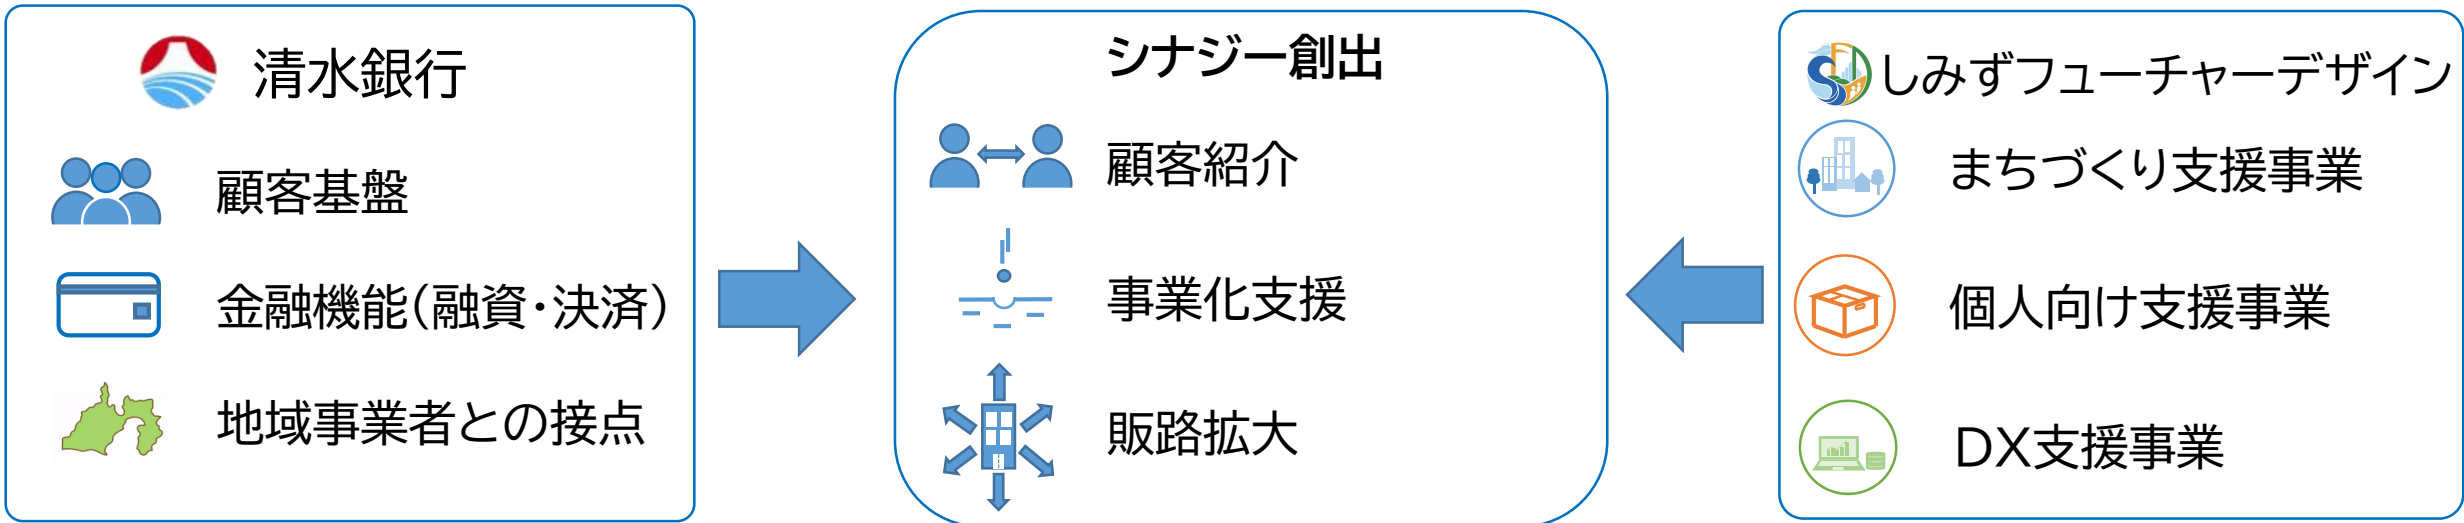 清水銀行
顧客基盤
金融機能(融資・決済)
地域事業者との接点
シナジー創出
顧客紹介
事業化支援
販路拡大
しみずフューチャーデザイン
まちづくり支援事業
個人向け支援事業
DX支援事業